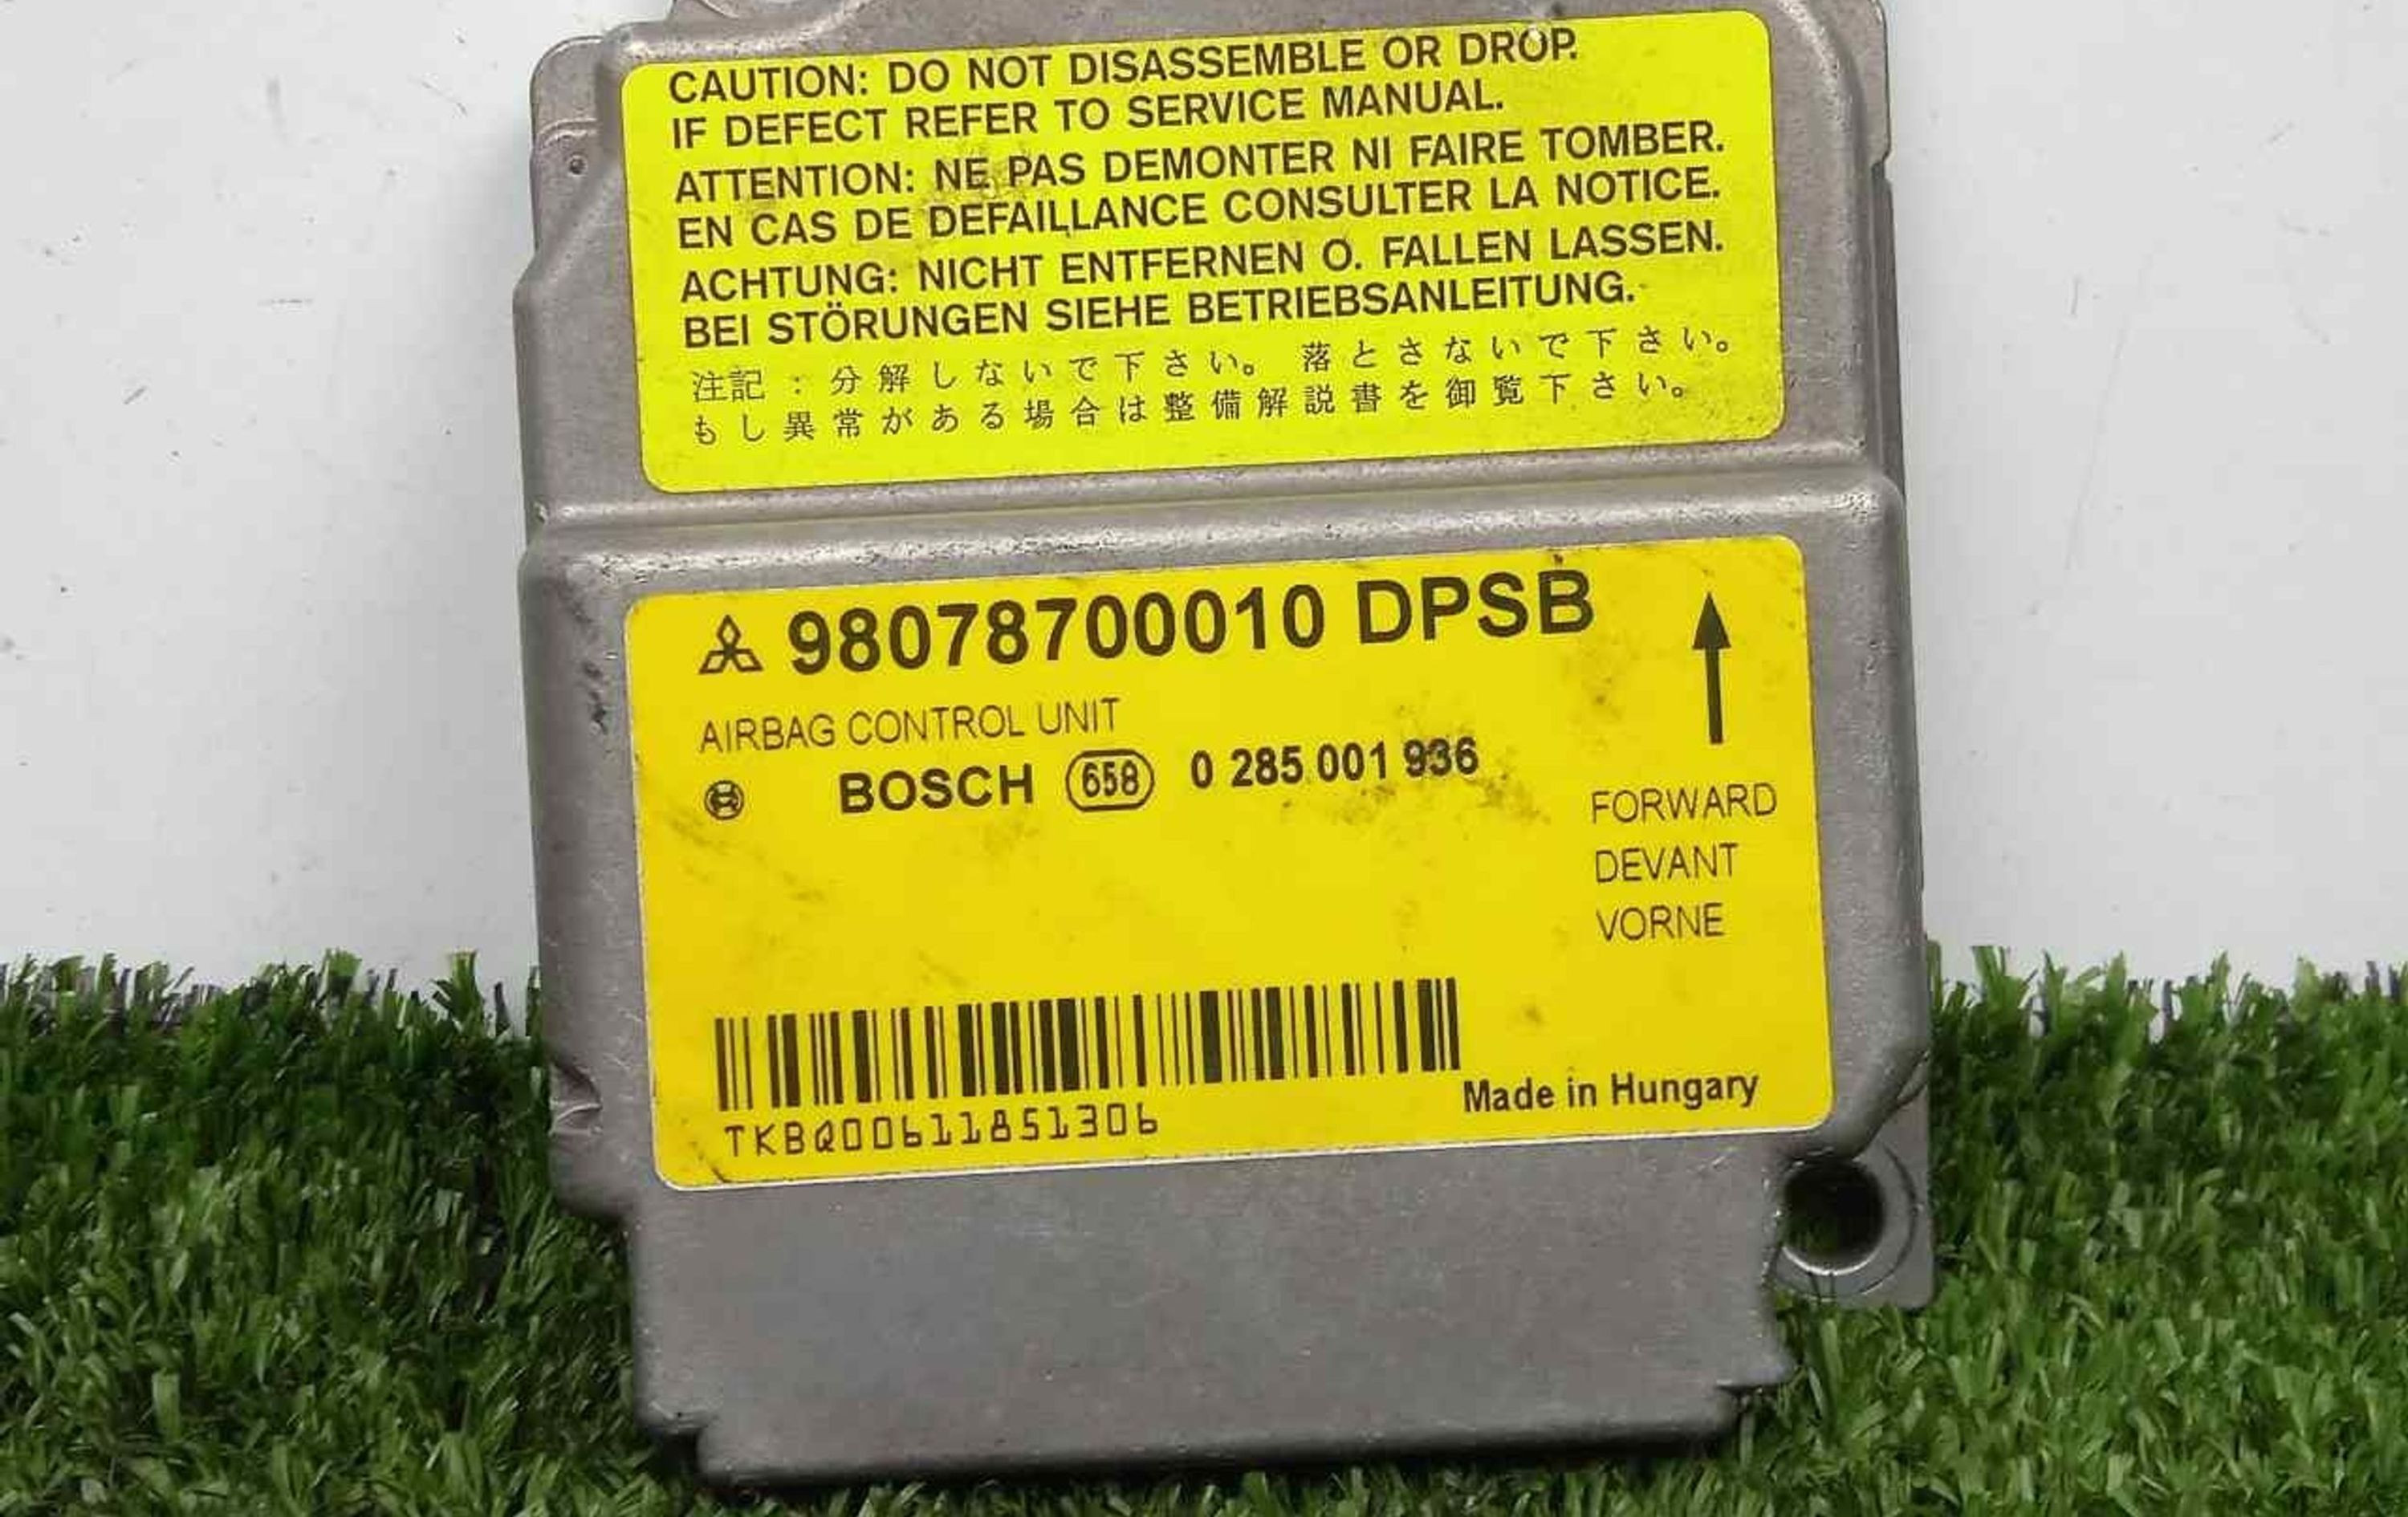 CAUTION: DO NOT DISASSEMBLE OR DROP.
IF DEFECT REFER TO SERVICE MANUAL.
ATTENTION: NE PAS DEMONTER NI FAIRE TOMBER.
EN CAS DE DEFAILLANCE CONSULTER LA NOTICE.
ACHTUNG: NICHT ENTFERNEN O. FALLEN LASSEN.
BEI STÖRUNGEN SIEHE BETRIEBSANLEITUNG.
注記：分解しないで下さい。落とさないで下さい。
もし異常がある場合は整備解説書を御覧下さい。
98078700010 DPSB
AIRBAG CONTROL UNIT
BOSCH 658 0 285 001 936
FORWARD
DEVANT
VORNE
Made in Hungary
TKBQ00611851306